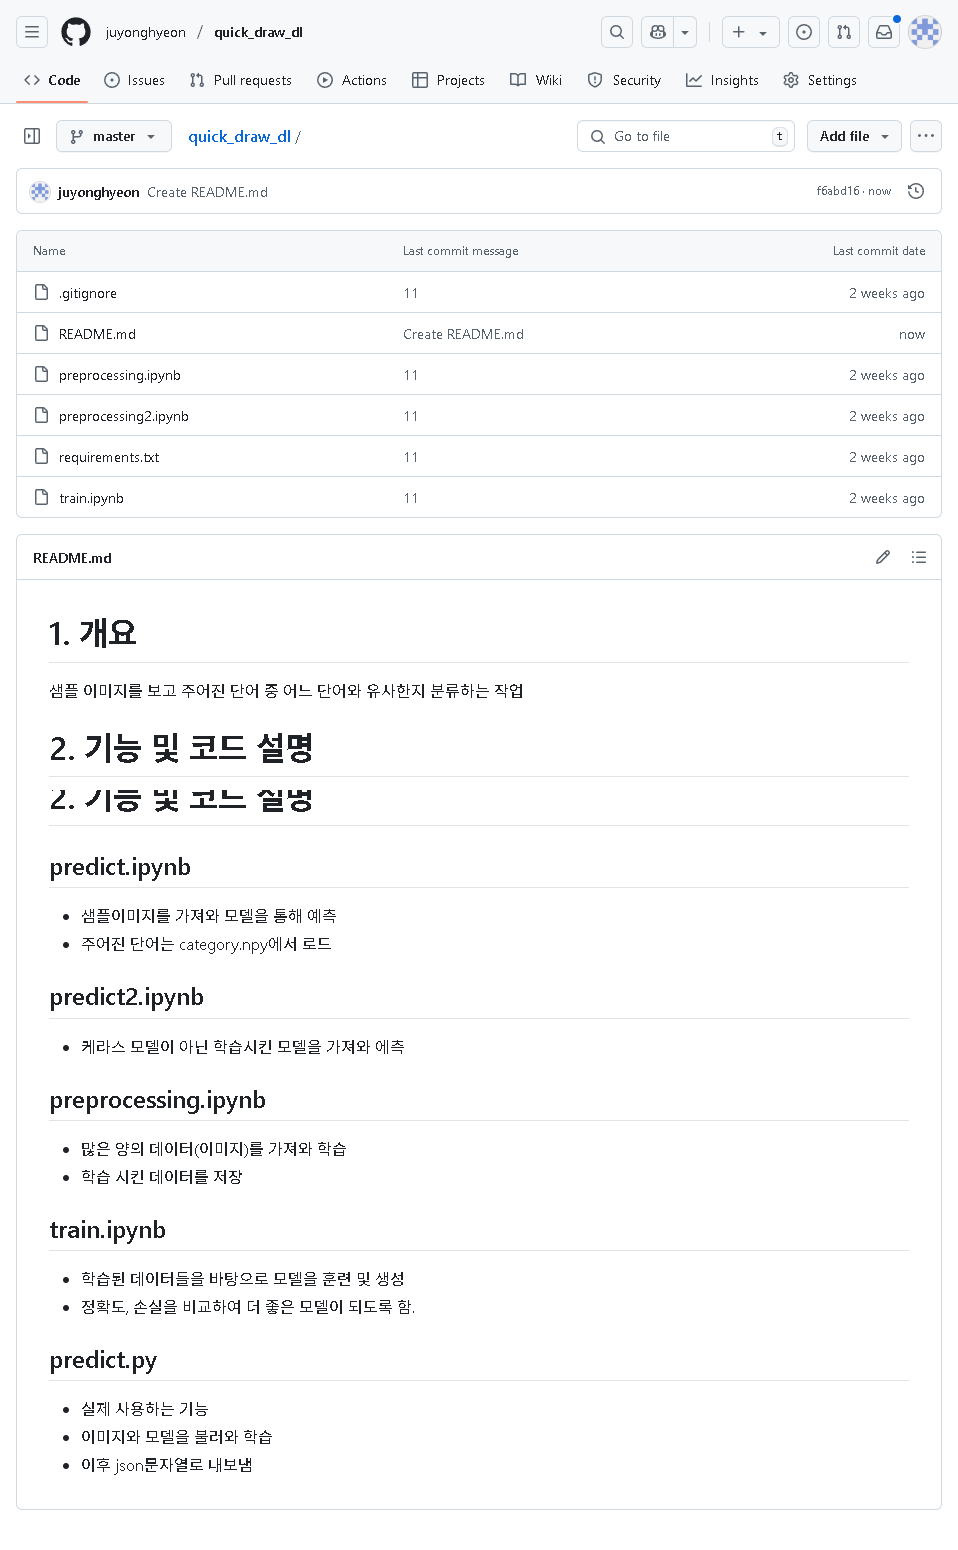 juyonghyeon / quick_draw_dl
Code Issues Pull requests Actions Projects Wiki Security Insights Settings
master quick_draw_dl / Go to file t Add file
juyonghyeon Create README.md f6abd16 · now
Name Last commit message Last commit date
.gitignore 11 2 weeks ago
README.md Create README.md now
preprocessing.ipynb 11 2 weeks ago
preprocessing2.ipynb 11 2 weeks ago
requirements.txt 11 2 weeks ago
train.ipynb 11 2 weeks ago
README.md
1. 개요
샘플 이미지를 보고 주어진 단어 중 어느 단어와 유사한지 분류하는 작업
2. 기능 및 코드 설명
2. 기능 및 코드 설명
predict.ipynb
샘플이미지를 가져와 모델을 통해 예측
주어진 단어는 category.npy에서 로드
predict2.ipynb
케라스 모델이 아닌 학습시킨 모델을 가져와 에측
preprocessing.ipynb
많은 양의 데이터(이미지)를 가져와 학습
학습 시킨 데이터를 저장
train.ipynb
학습된 데이터들을 바탕으로 모델을 훈련 및 생성
정확도, 손실을 비교하여 더 좋은 모델이 되도록 함.
predict.py
실제 사용하는 기능
이미지와 모델을 불러와 학습
이후 json문자열로 내보냄